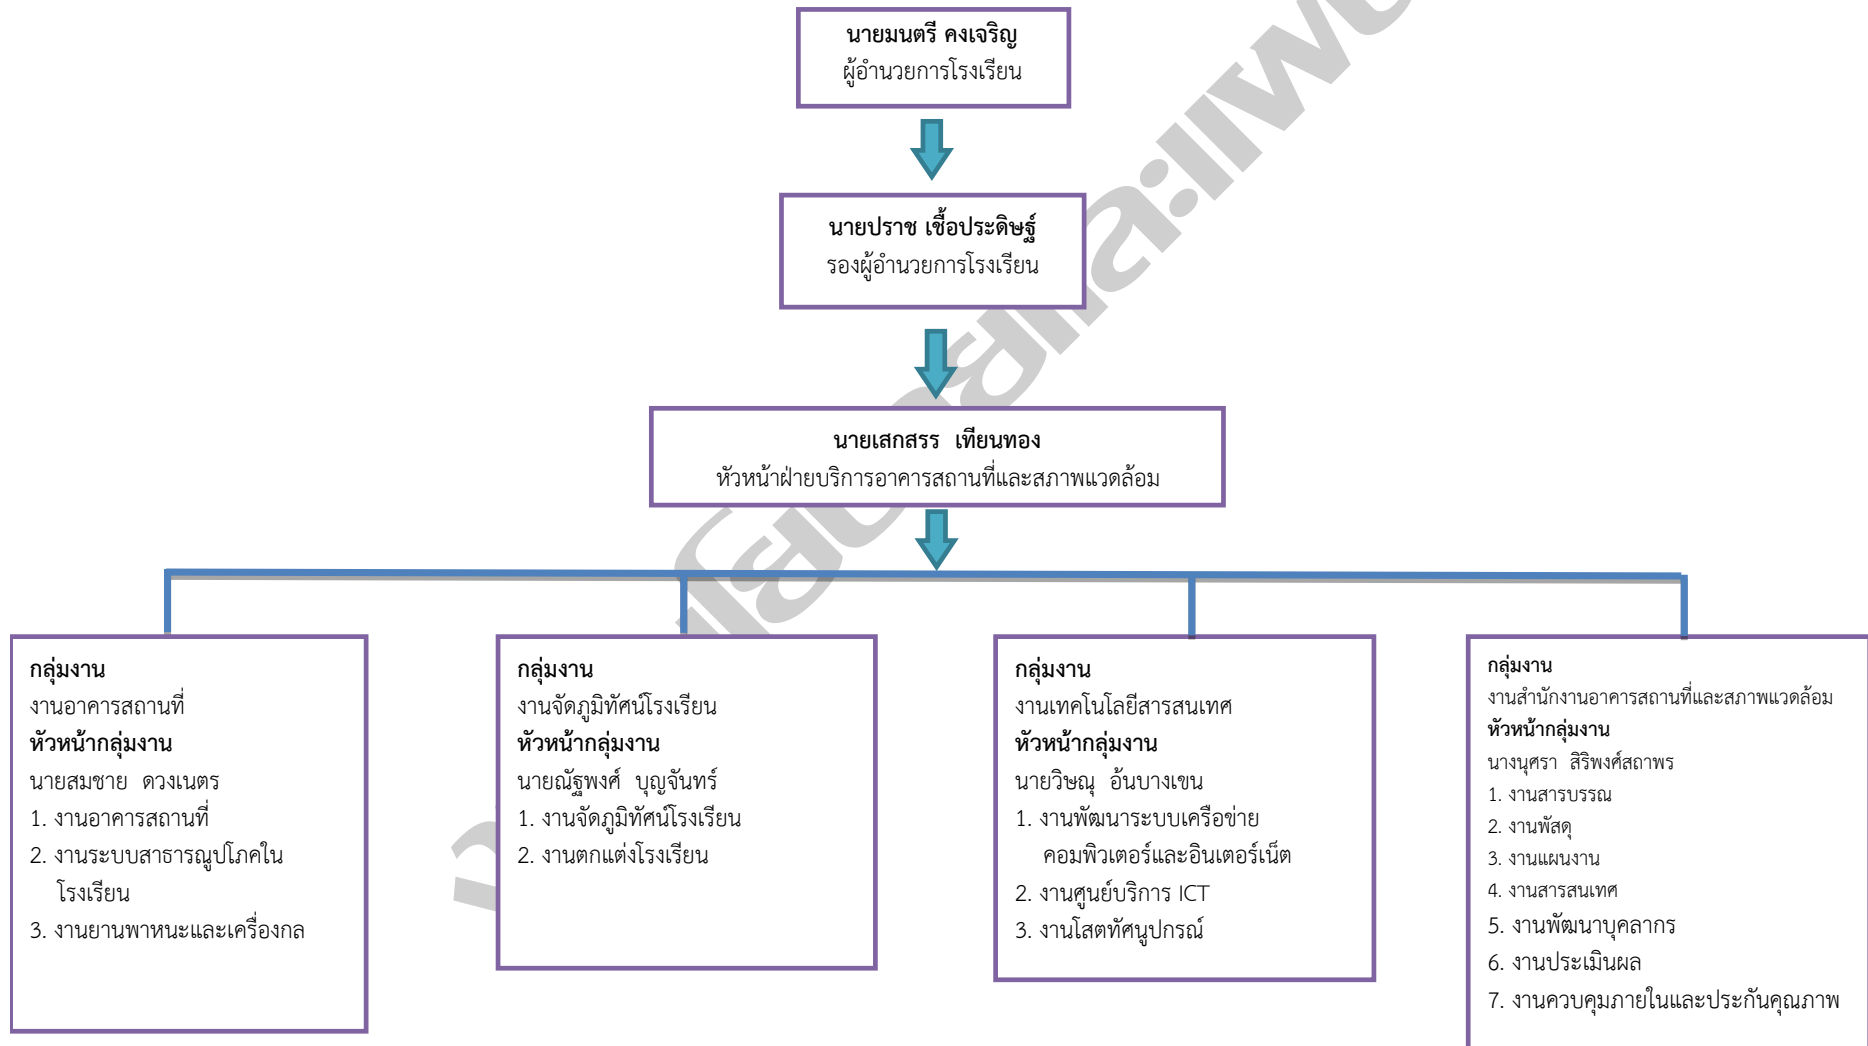 นายมนตรี คงเจริญ
ผู้อำนวยการโรงเรียน
นายปราช เชื้อประดิษฐ์
รองผู้อำนวยการโรงเรียน
นายเสกสรร เทียนทอง
หัวหน้าฝ่ายบริการอาคารสถานที่และสภาพแวดล้อม
กลุ่มงาน
งานอาคารสถานที่
หัวหน้ากลุ่มงาน
นายสมชาย ดวงเนตร
1. งานอาคารสถานที่
2. งานระบบสาธารณูปโภคใน
โรงเรียน
3. งานยานพาหนะและเครื่องกล
กลุ่มงาน
งานจัดภูมิทัศน์โรงเรียน
หัวหน้ากลุ่มงาน
นายณัฐพงศ์ บุญจันทร์
1. งานจัดภูมิทัศน์โรงเรียน
2. งานตกแต่งโรงเรียน
กลุ่มงาน
งานเทคโนโลยีสารสนเทศ
หัวหน้ากลุ่มงาน
นายวิษณุ อ้นบางเขน
1. งานพัฒนาระบบเครือข่าย
คอมพิวเตอร์และอินเตอร์เน็ต
2. งานศูนย์บริการ ICT
3. งานโสตทัศนูปกรณ์
กลุ่มงาน
งานสำนักงานอาคารสถานที่และสภาพแวดล้อม
หัวหน้ากลุ่มงาน
นางนุศรา สิริพงศ์สถาพร
1. งานสารบรรณ
2. งานพัสดุ
3. งานแผนงาน
4. งานสารสนเทศ
5. งานพัฒนาบุคลากร
6. งานประเมินผล
7. งานควบคุมภายในและประกันคุณภาพ